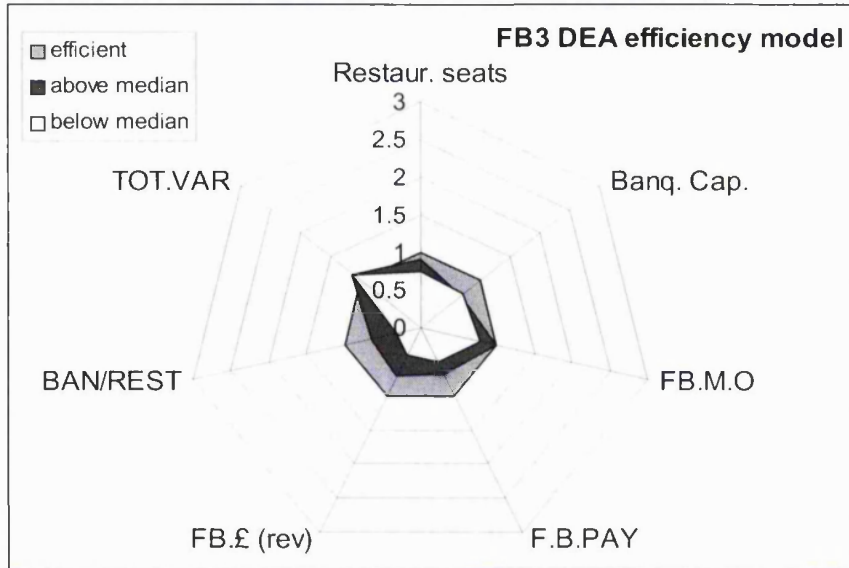 FB3 DEA efficiency model
efficient
above median
below median
Restaur. seats
3
2.5
2
1.5
1
0.5
0
TOT.VAR
Banq. Cap.
BAN/REST
FB.M.O
FB.£ (rev)
F.B.PAY